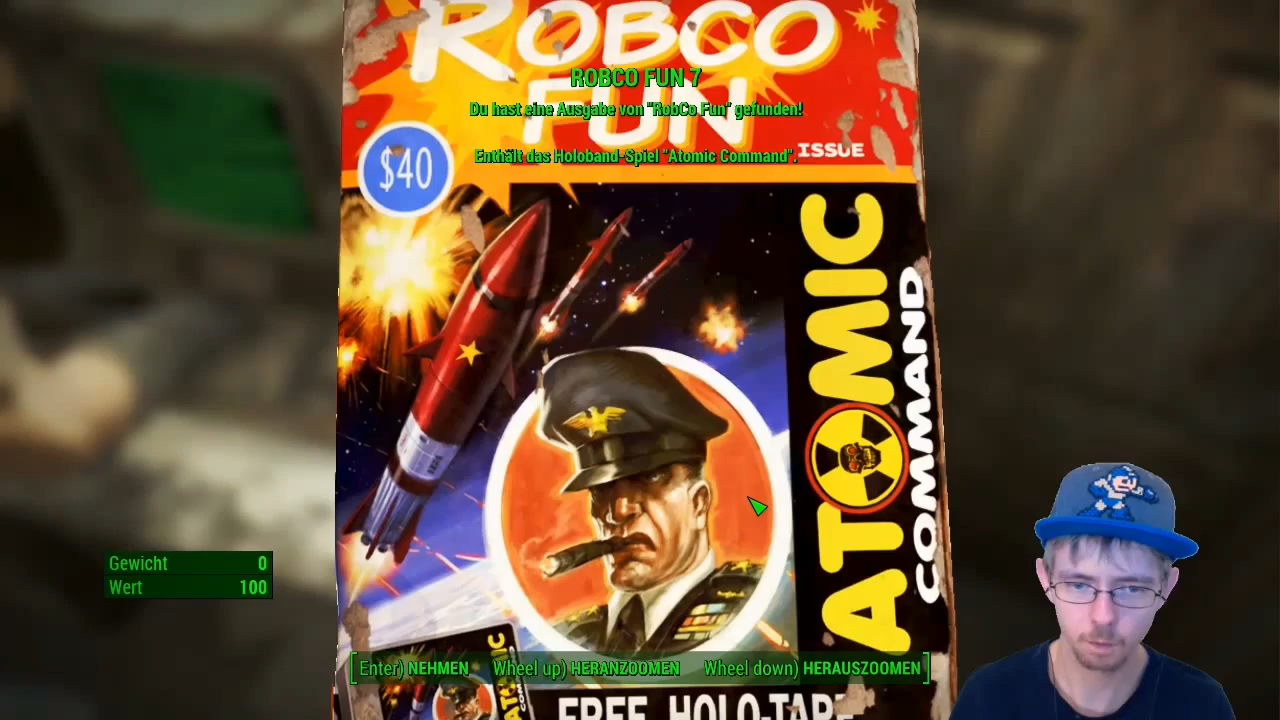 ROBCO
FUN
ROBCO FUN 7
Du hast eine Ausgabe von "RobCo Fun" gefunden!
Enthält das Holoband-Spiel "Atomic Command".
ISSUE
$40
ATOMIC
COMMAND
Gewicht 0
Wert 100
Enter) NEHMEN Wheel up) HERANZOOMEN Wheel down) HERAUSZOOMEN
FREE HOLO-TAPE